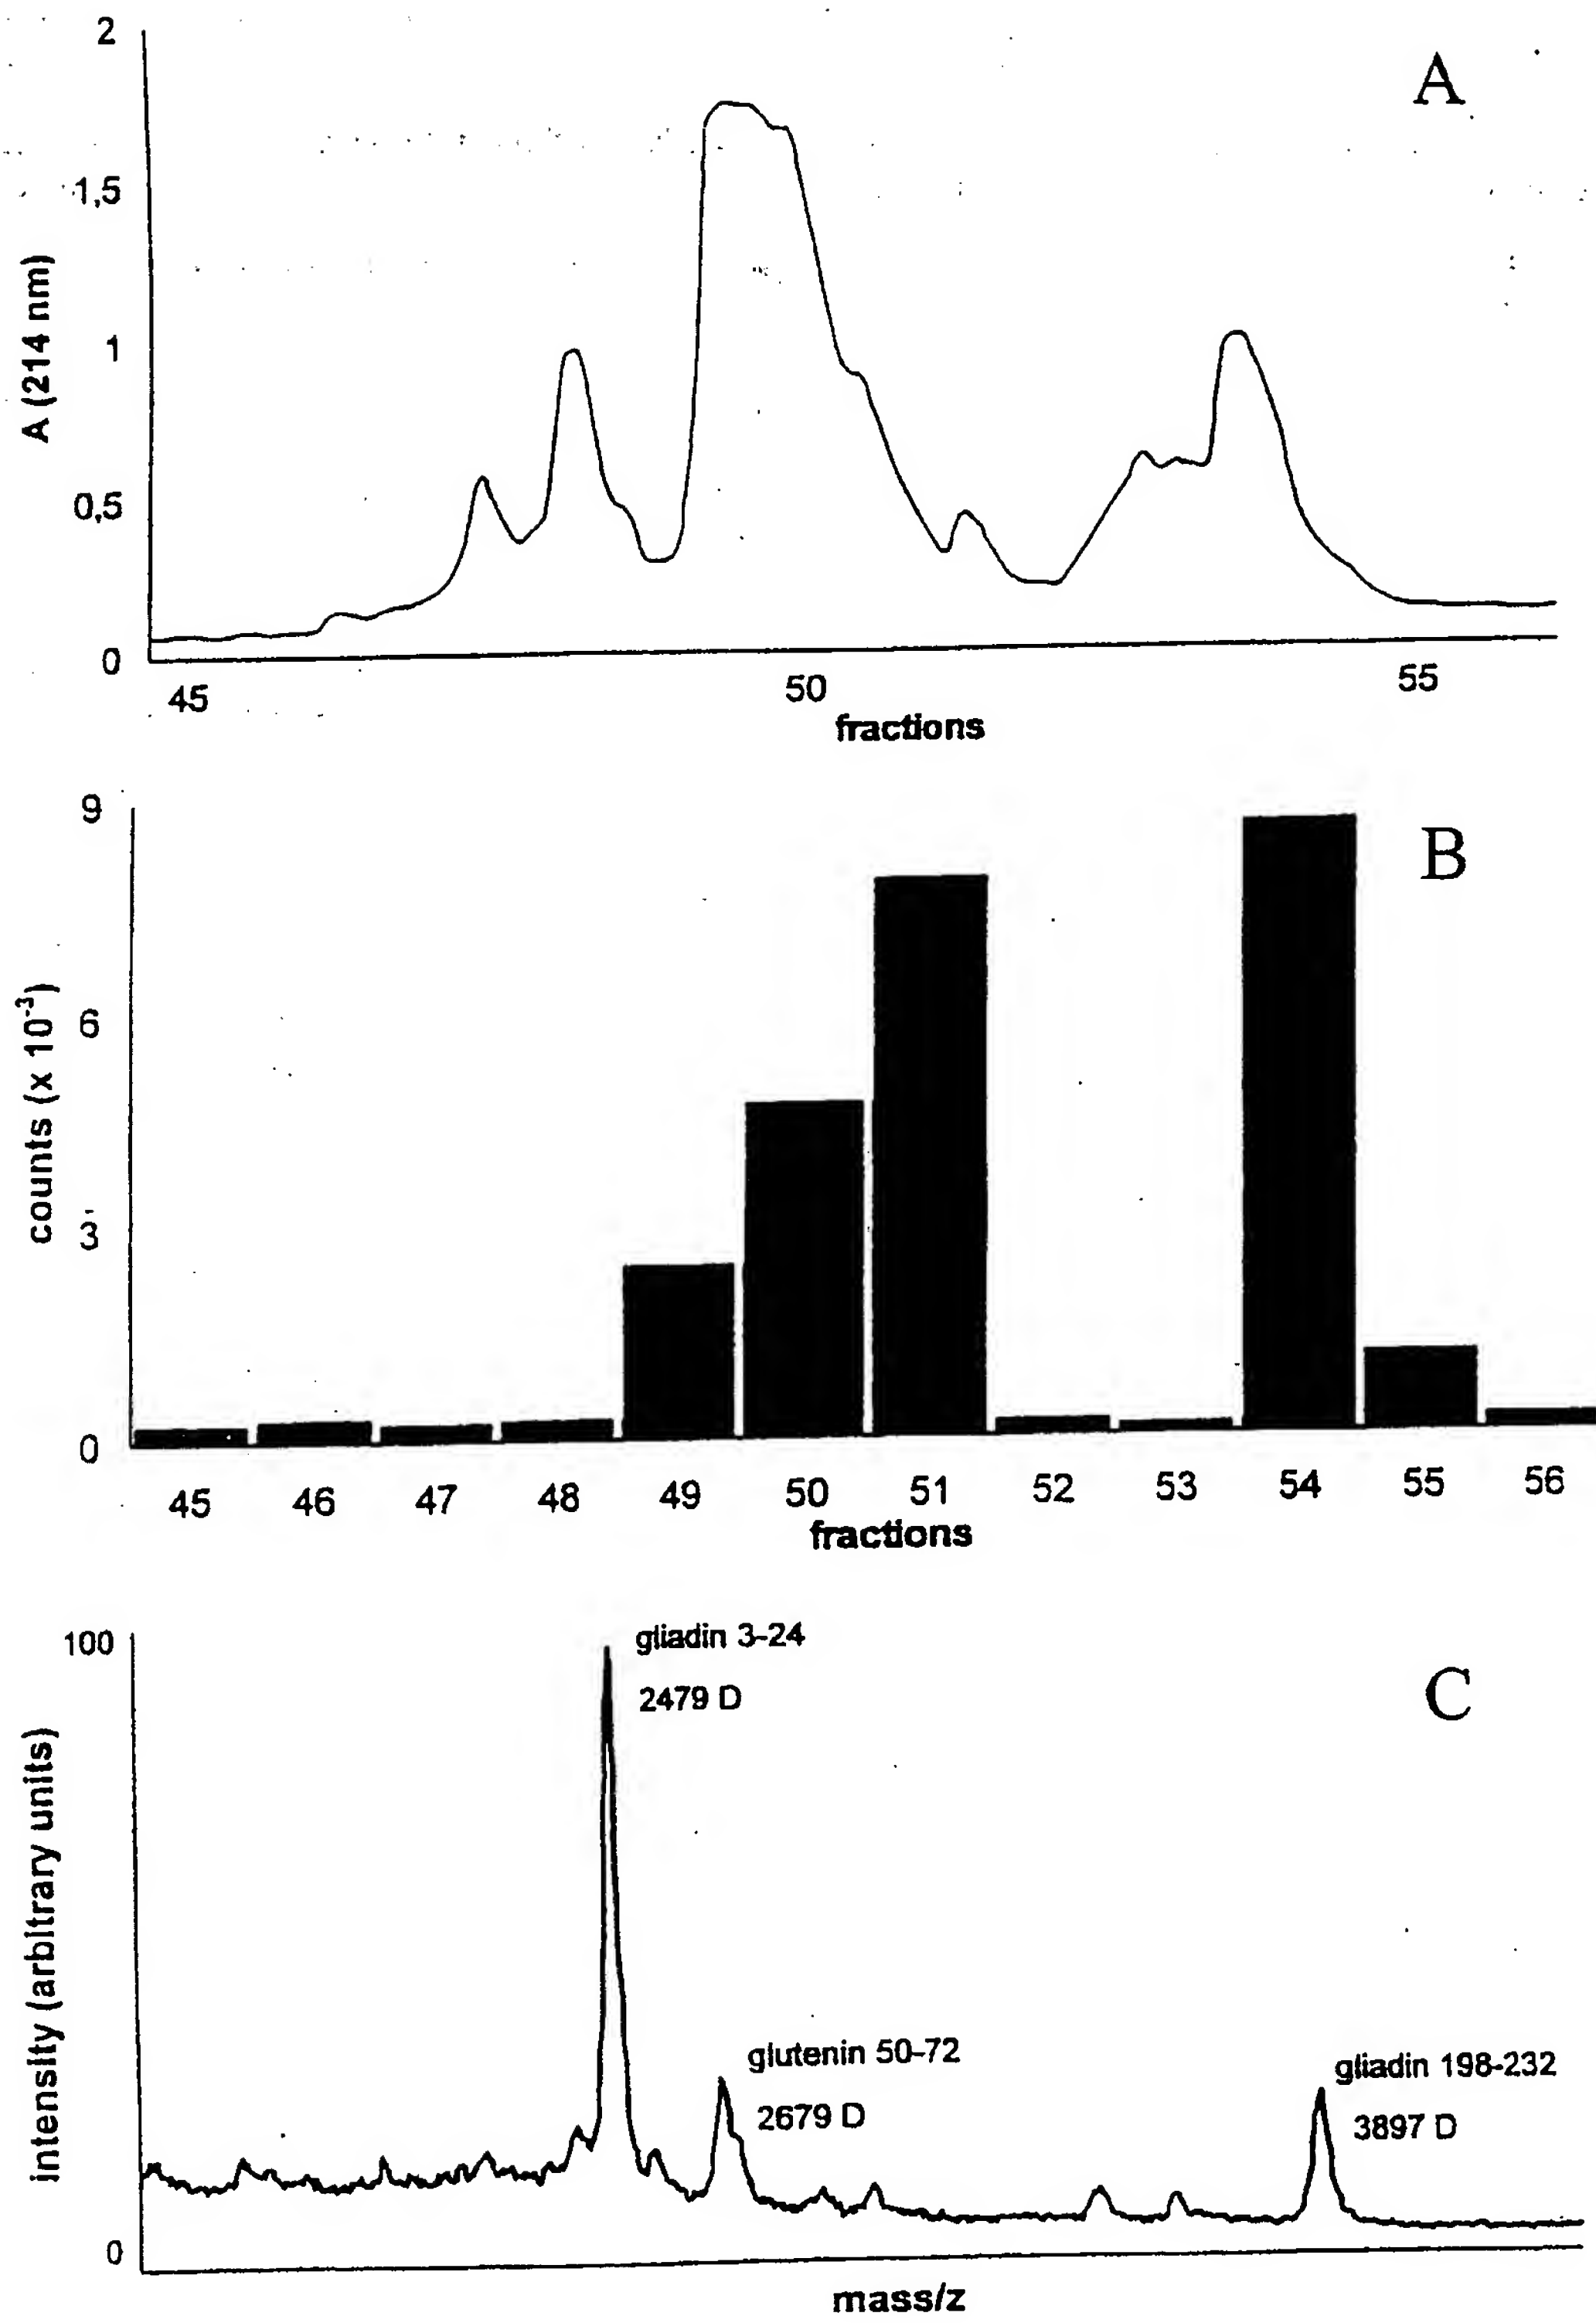 A
2
1,5
1
0,5
0
A (214 nm)
45 50 55
fractions
B
9
6
3
0
counts (x 10-3)
45 46 47 48 49 50 51 52 53 54 55 56
fractions
C
100
0
intensity (arbitrary units)
gliadin 3-24
2479 D
glutenin 50-72
2679 D
gliadin 198-232
3897 D
mass/z